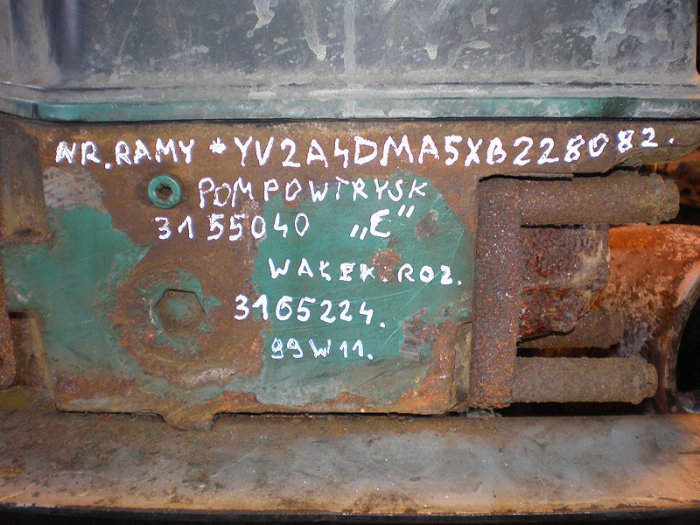 NR. RAMY * YV2A4DMA5XB228082.
POMPOWTRYSK
3155040 „E”
WAŁEK. ROZ.
3165224.
99W11.